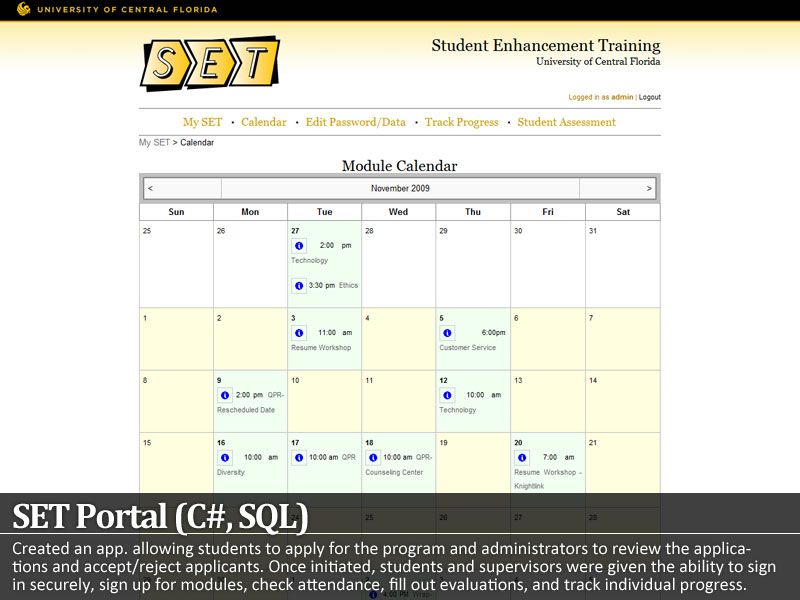 UNIVERSITY OF CENTRAL FLORIDA
SET
Student Enhancement Training
University of Central Florida
Logged in as admin | Logout
My SET • Calendar • Edit Password/Data • Track Progress • Student Assessment
My SET > Calendar
Module Calendar
< November 2009 >
Sun Mon Tue Wed Thu Fri Sat
25 26 27 28 29 30 31
2:00 pm
Technology
3:30 pm Ethics
1 2 3 4 5 6 7
11:00 am 6:00pm
Resume Workshop Customer Service
8 9 10 11 12 13 14
2:00 pm QPR- 10:00 am
Rescheduled Date Technology
15 16 17 18 19 20 21
10:00 am 10:00 am QPR 10:00 am QPR- 7:00 am
Diversity Counseling Center Resume Workshop -
Knightlink
24 25 26 27 28
SET Portal (C#, SQL)
Created an app. allowing students to apply for the program and administrators to review the applica-
tions and accept/reject applicants. Once initiated, students and supervisors were given the ability to sign
in securely, sign up for modules, check attendance, fill out evaluations, and track individual progress.
4:00 PM Wrap-